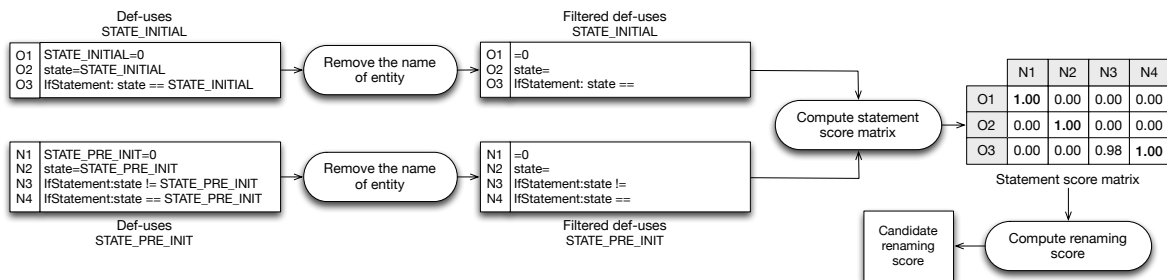 Def-uses
STATE_INITIAL
O1 STATE_INITIAL=0
O2 state=STATE_INITIAL
O3 IfStatement: state == STATE_INITIAL
Remove the name
of entity
Filtered def-uses
STATE_INITIAL
O1 =0
O2 state=
O3 IfStatement: state ==
N1 STATE_PRE_INIT=0
N2 state=STATE_PRE_INIT
N3 IfStatement:state != STATE_PRE_INIT
N4 IfStatement:state == STATE_PRE_INIT
Def-uses
STATE_PRE_INIT
Remove the name
of entity
N1 =0
N2 state=
N3 IfStatement:state !=
N4 IfStatement:state ==
Filtered def-uses
STATE_PRE_INIT
Compute statement
score matrix
N1 N2 N3 N4
O1 1.00 0.00 0.00 0.00
O2 0.00 1.00 0.00 0.00
O3 0.00 0.00 0.98 1.00
Statement score matrix
Compute renaming
score
Candidate
renaming
score